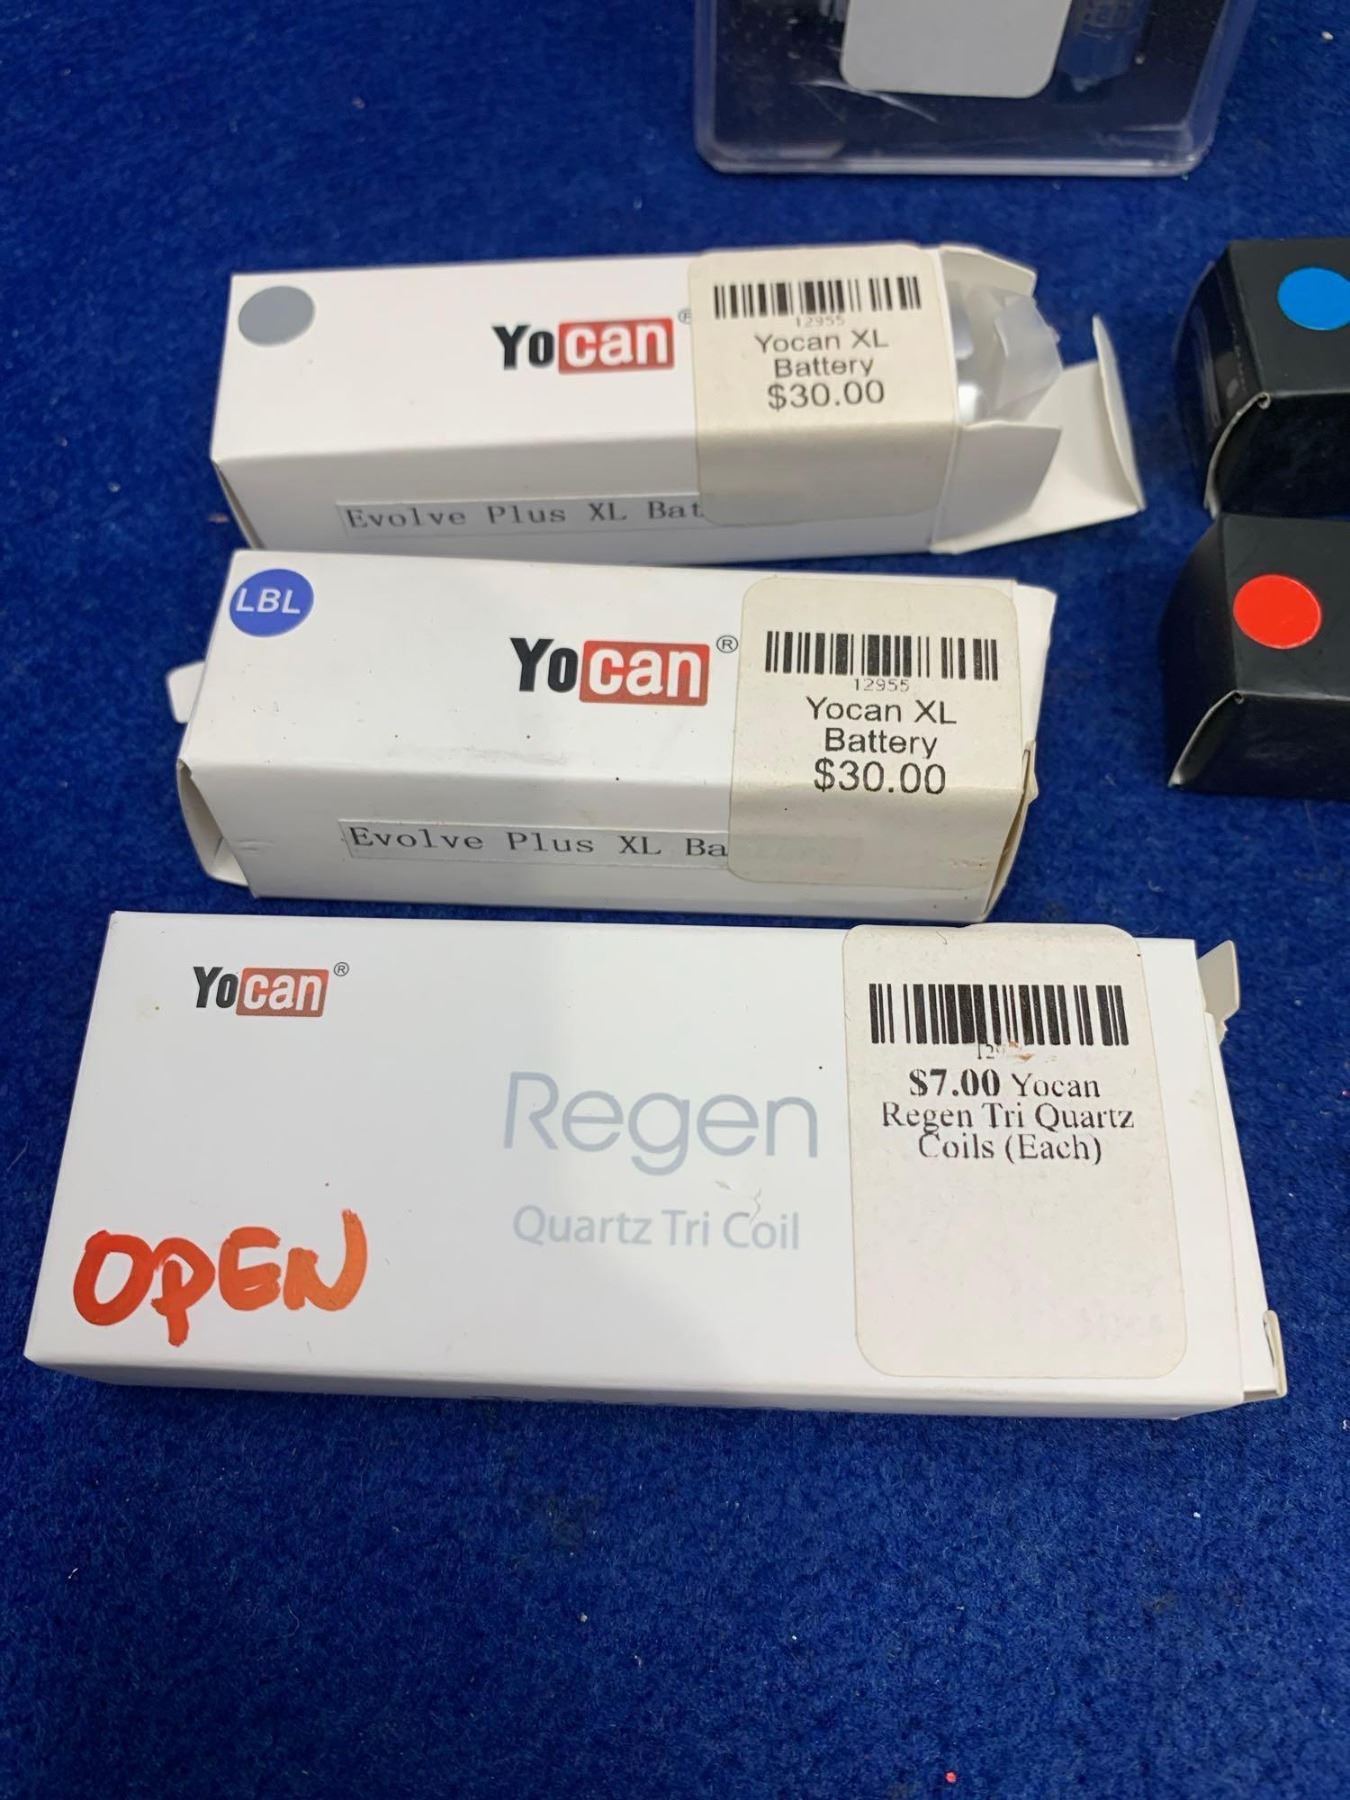 Yocan®
12955
Yocan XL
Battery
$30.00
Evolve Plus XL Bat
LBL
Yocan®
12955
Yocan XL
Battery
$30.00
Evolve Plus XL Ba
Yocan®
Regen
Quartz Tri Coil
OPEN
$7.00 Yocan
Regen Tri Quartz
Coils (Each)